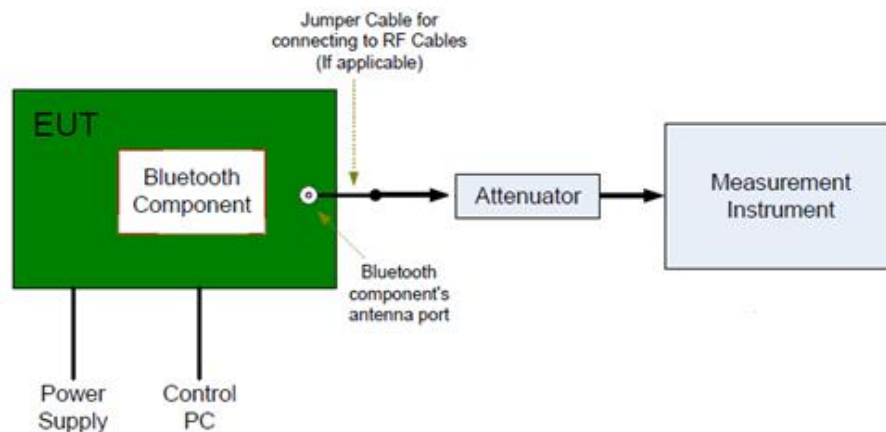 Jumper Cable for
connecting to RF Cables
(If applicable)
EUT
Bluetooth
Component
Attenuator
Measurement
Instrument
Bluetooth
component's
antenna port
Power
Supply
Control
PC